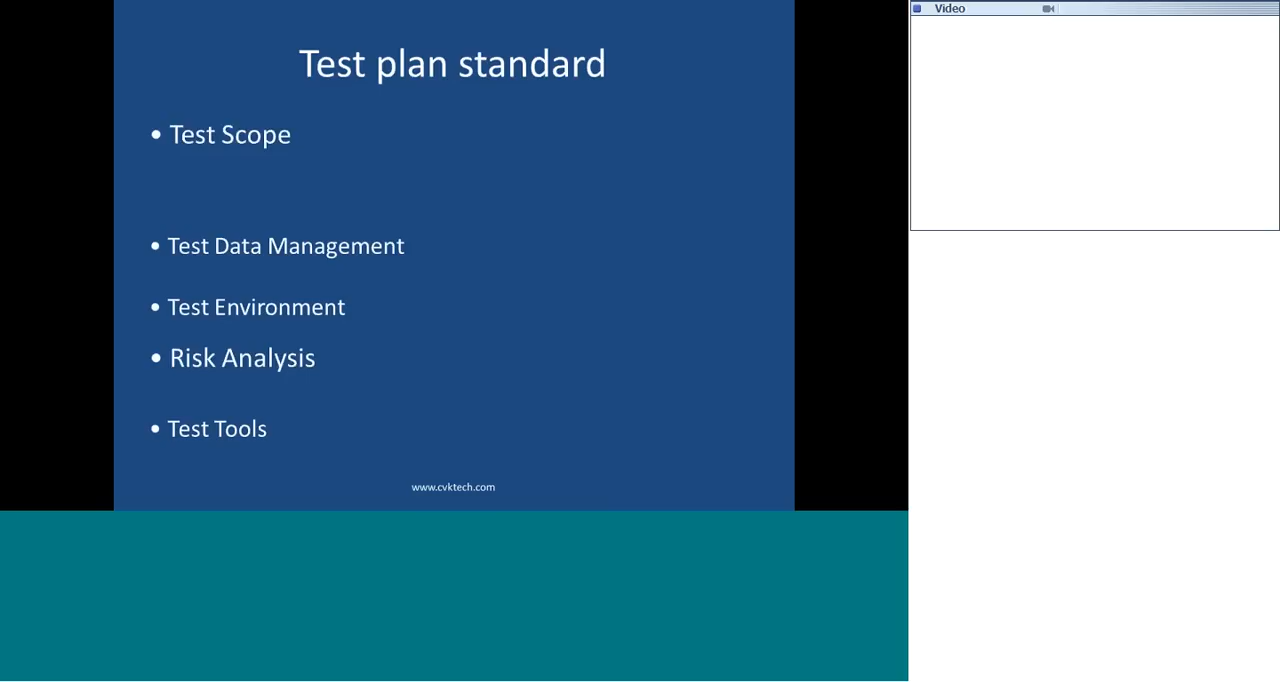 Video
Test plan standard
• Test Scope
• Test Data Management
• Test Environment
• Risk Analysis
• Test Tools
www.cvktech.com